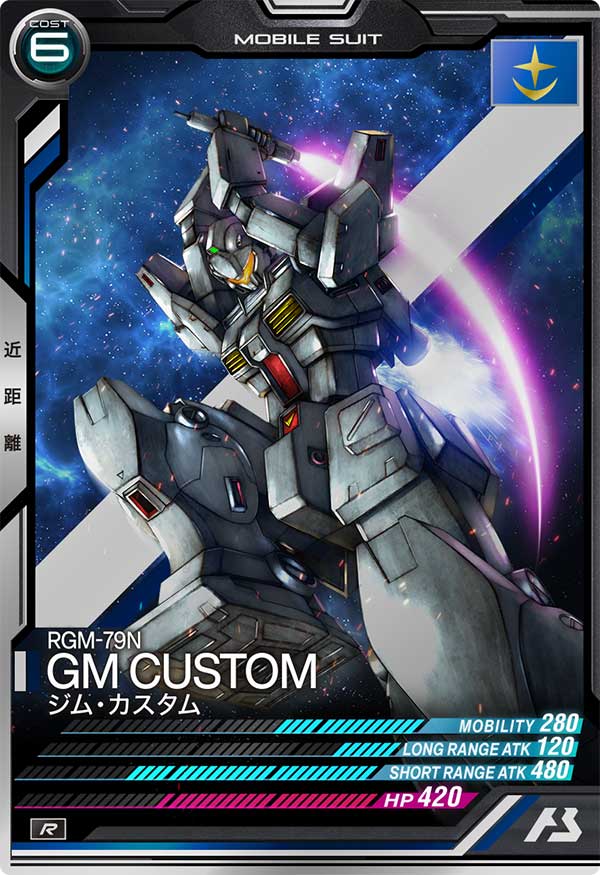 COST
6
MOBILE SUIT
近距離
RGM-79N
GM CUSTOM
ジム・カスタム
MOBILITY 280
LONG RANGE ATK 120
SHORT RANGE ATK 480
HP 420
R